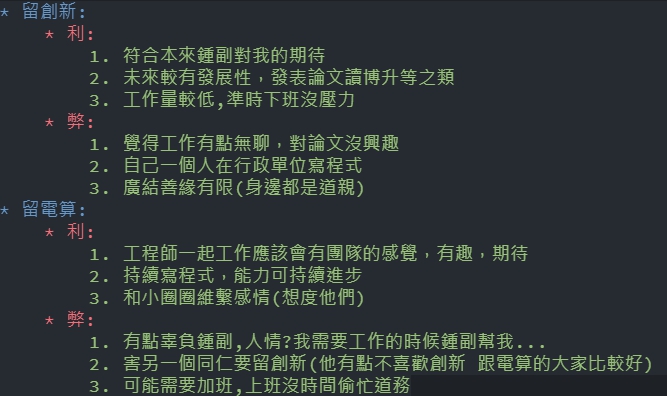 * 留創新:
* 利:
1. 符合本來鍾副對我的期待
2. 未來較有發展性，發表論文讀博升等之類
3. 工作量較低,準時下班沒壓力
* 弊:
1. 覺得工作有點無聊，對論文沒興趣
2. 自己一個人在行政單位寫程式
3. 廣結善緣有限(身邊都是道親)
* 留電算:
* 利:
1. 工程師一起工作應該會有團隊的感覺，有趣，期待
2. 持續寫程式，能力可持續進步
3. 和小圈圈維繫感情(想度他們)
* 弊:
1. 有點辜負鍾副,人情?我需要工作的時候鍾副幫我...
2. 害另一個同仁要留創新(他有點不喜歡創新 跟電算的大家比較好)
3. 可能需要加班,上班沒時間偷忙道務